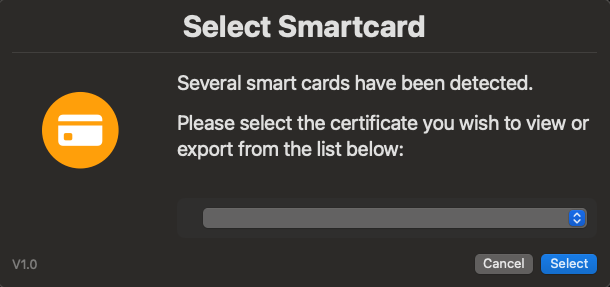 Select Smartcard
Several smart cards have been detected.
Please select the certificate you wish to view or
export from the list below:
V1.0
Cancel
Select